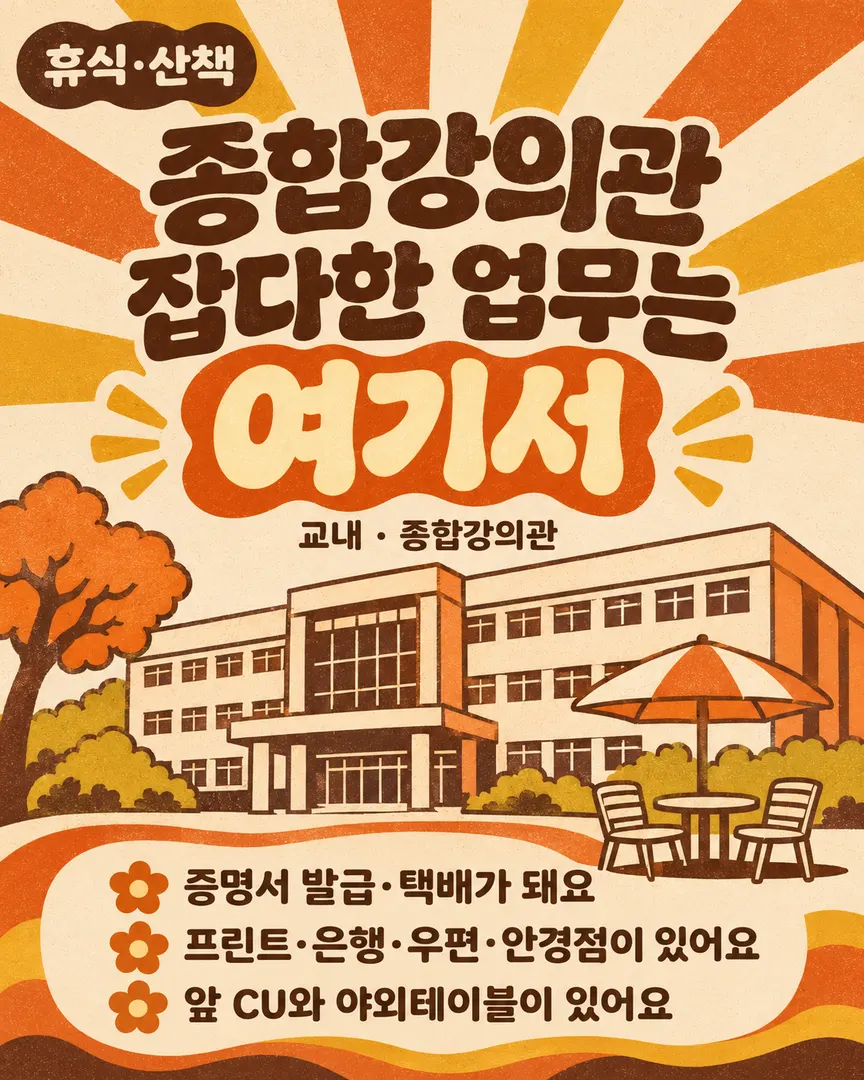 휴식·산책
종합강의관
잡다한 업무는
여기서
교내 · 종합강의관
증명서 발급·택배가 돼요
프린트·은행·우편·안경점이 있어요
앞 CU와 야외테이블이 있어요